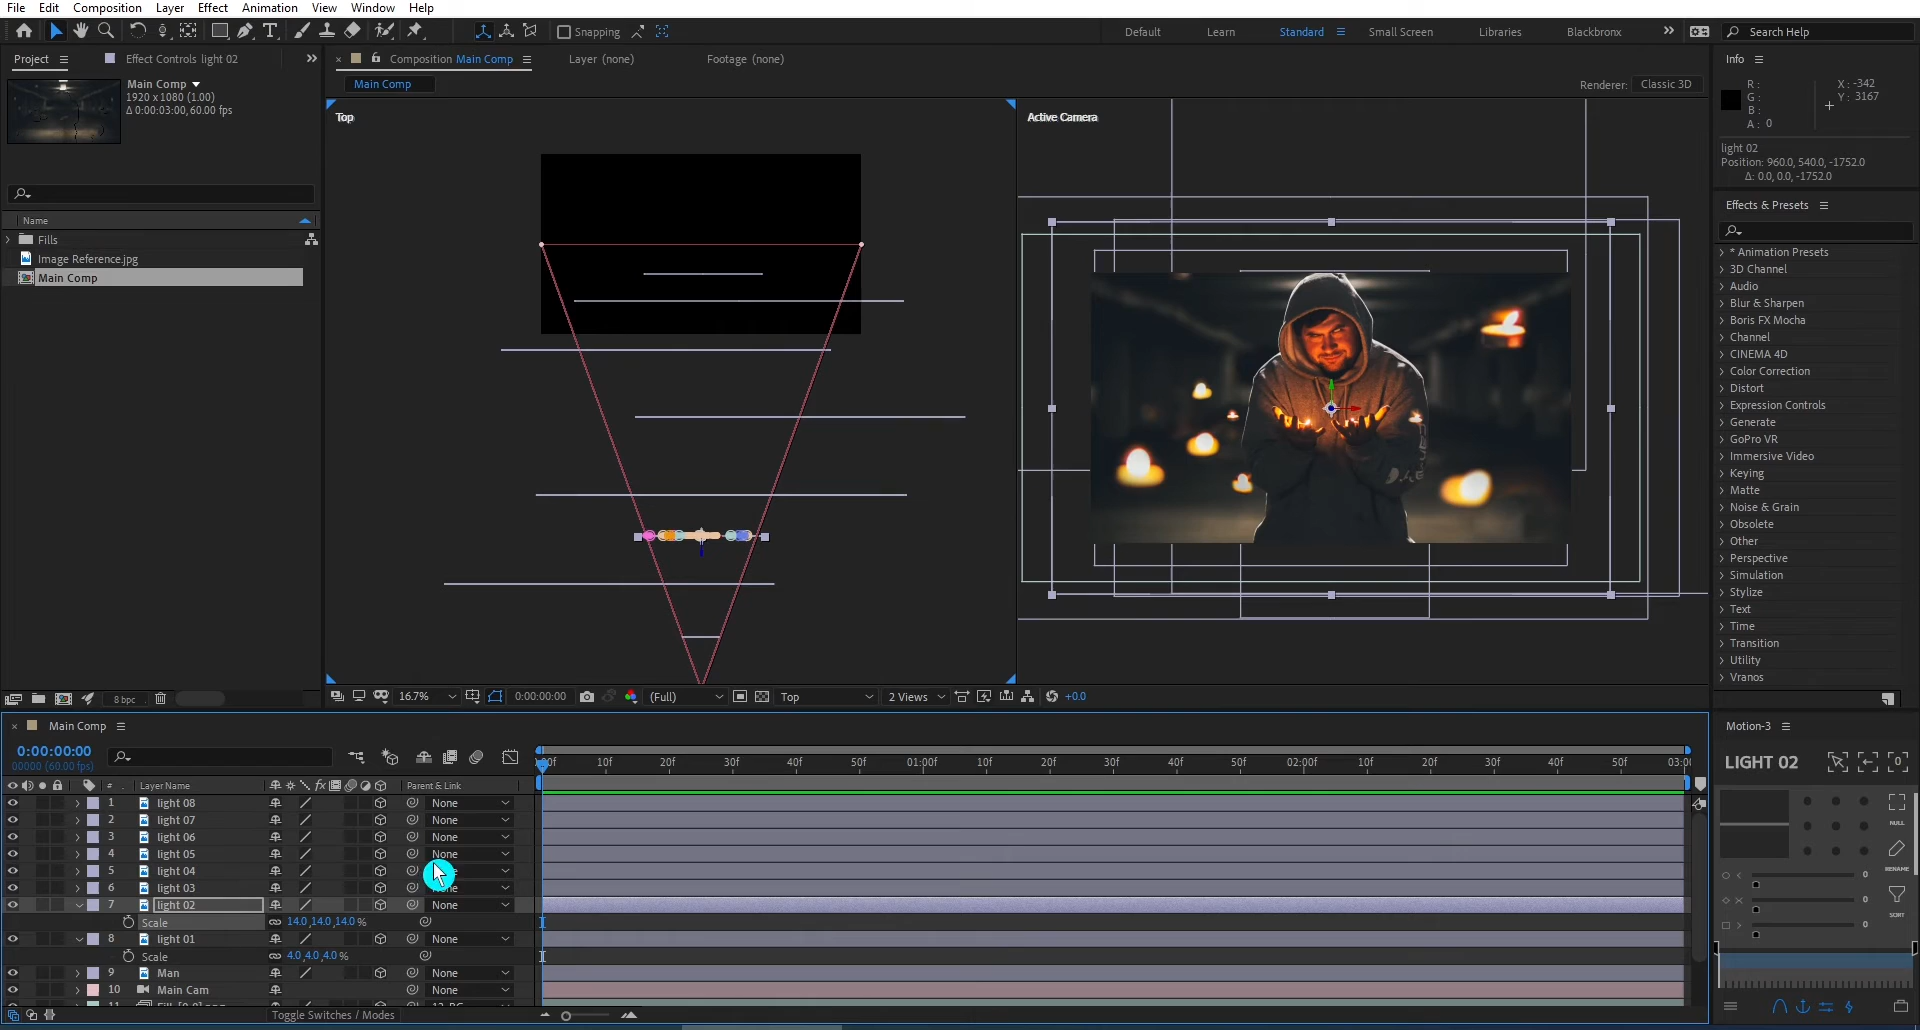 File Edit Composition Layer Effect Animation View Window Help
Snapping
Default Learn Standard Small Screen Libraries Blackbronx Search Help
Project Effect Controls light 02
Composition Main Comp Layer (none) Footage (none)
Main Comp
Renderer: Classic 3D
Main Comp
1920 x 1080 (1.00)
Δ 0:00:03:00, 60.00 fps
Name
Fills
Image Reference.jpg
Main Comp
8 bpc
Top
Active Camera
16.7% 0:00:00:00 (Full) Top 2 Views +0.0
Info
R:
G:
B:
A: 0
X: -342
Y: 3167
light 02
Position: 960.0, 540.0, -1752.0
Δ: 0.0, 0.0, -1752.0
Effects & Presets
* Animation Presets
3D Channel
Audio
Blur & Sharpen
Boris FX Mocha
Channel
CINEMA 4D
Color Correction
Distort
Expression Controls
Generate
GoPro VR
Immersive Video
Keying
Matte
Noise & Grain
Obsolete
Other
Perspective
Simulation
Stylize
Text
Time
Transition
Utility
Vranos
Main Comp
0:00:00:00
00000 (60.00 fps)
# Layer Name fx Parent & Link
:00f 10f 20f 30f 40f 50f 01:00f 10f 20f 30f 40f 50f 02:00f 10f 20f 30f 40f 50f 03:00
1 light 08 None
2 light 07 None
3 light 06 None
4 light 05 None
5 light 04
6 light 03 None
7 light 02 None
Scale 14.0,14.0,14.0 %
8 light 01 None
Scale 4.0,4.0,4.0 %
9 Man None
10 Main Cam None
Toggle Switches / Modes
Motion-3
LIGHT 02
NULL
RENAME
SORT
0
0
0